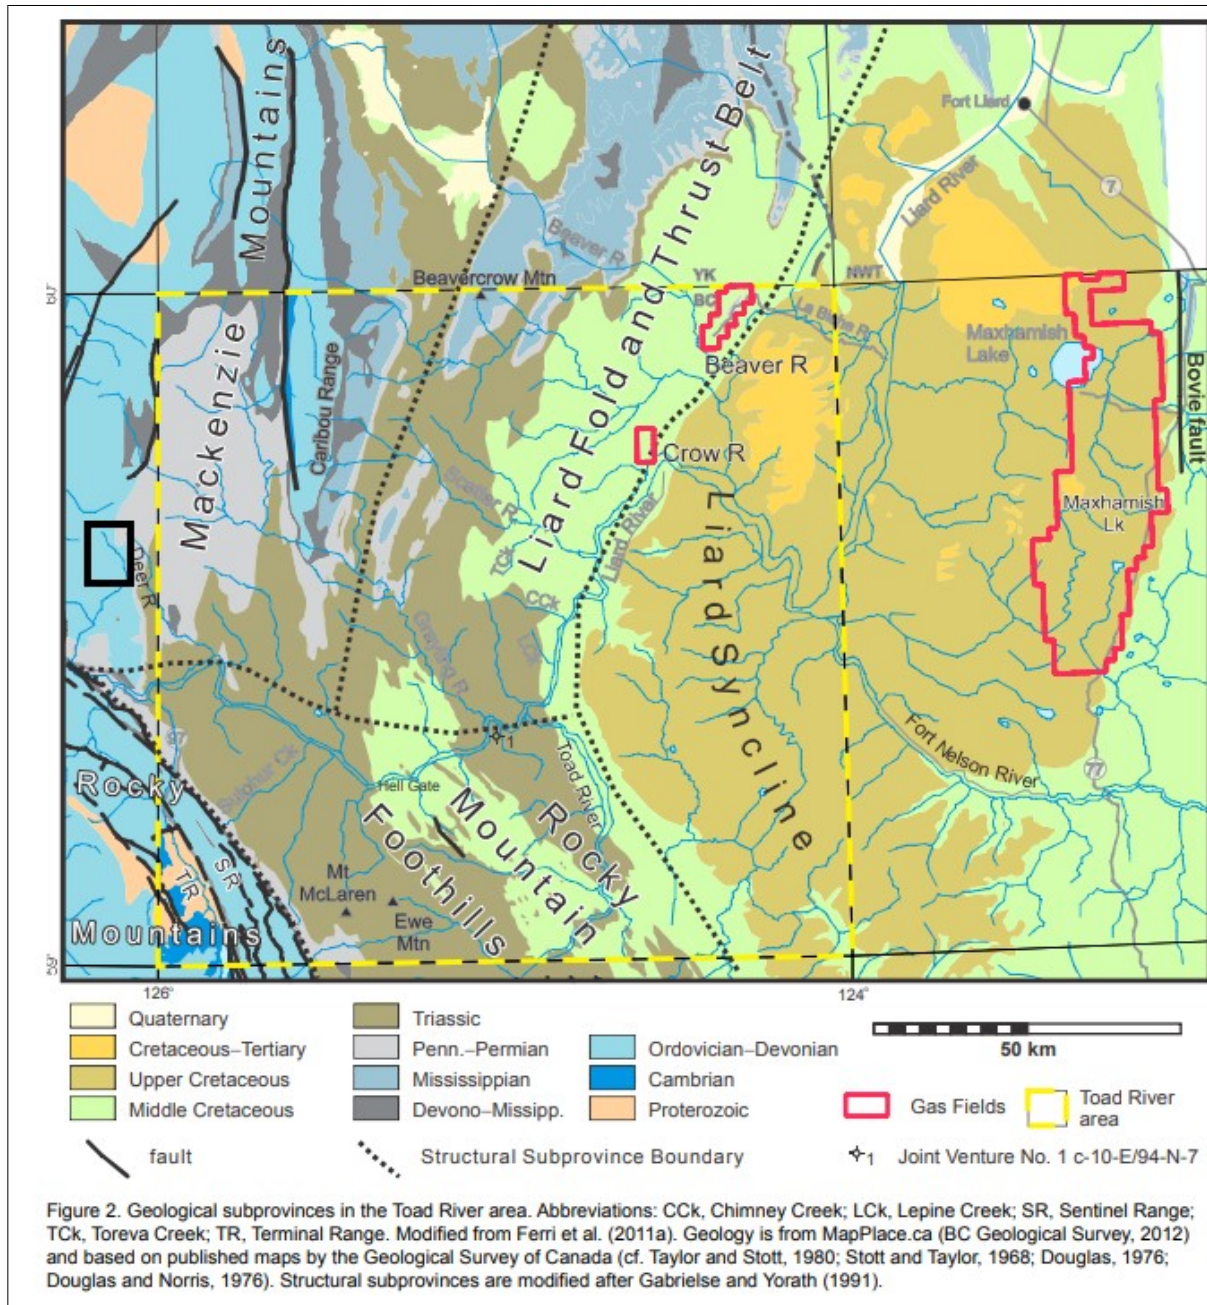 Mountains
Mackenzie
Liard Fold and Thrust Belt
Fort Liard
7
Liard River
Beaver R
Beavercrow Mtn
YK
BC
NWT
La Biche R
60°
Beaver R
Maxhamish
Lake
Bovie fault
Caribou Range
Crow R
Scatter R.
Maxhamish
Lk
Liard Syncline
Liard River
TCk
CCk
LCk
Deer R
Grayling R
1
Toad River
Fort Nelson River
77
97
Sulphur Ck
Hell Gate
Rocky
Mountains
Rocky
Mountain
Foothills
TR
SR
Mt
McLaren
Ewe
Mtn
59°
126°
124°
Quaternary
Cretaceous–Tertiary
Upper Cretaceous
Middle Cretaceous
Triassic
Penn.–Permian
Mississippian
Devono–Missipp.
Ordovician–Devonian
Cambrian
Proterozoic
50 km
Gas Fields
Toad River
area
fault
Structural Subprovince Boundary
1 Joint Venture No. 1 c-10-E/94-N-7
Figure 2. Geological subprovinces in the Toad River area. Abbreviations: CCk, Chimney Creek; LCk, Lepine Creek; SR, Sentinel Range;
TCk, Toreva Creek; TR, Terminal Range. Modified from Ferri et al. (2011a). Geology is from MapPlace.ca (BC Geological Survey, 2012)
and based on published maps by the Geological Survey of Canada (cf. Taylor and Stott, 1980; Stott and Taylor, 1968; Douglas, 1976;
Douglas and Norris, 1976). Structural subprovinces are modified after Gabrielse and Yorath (1991).